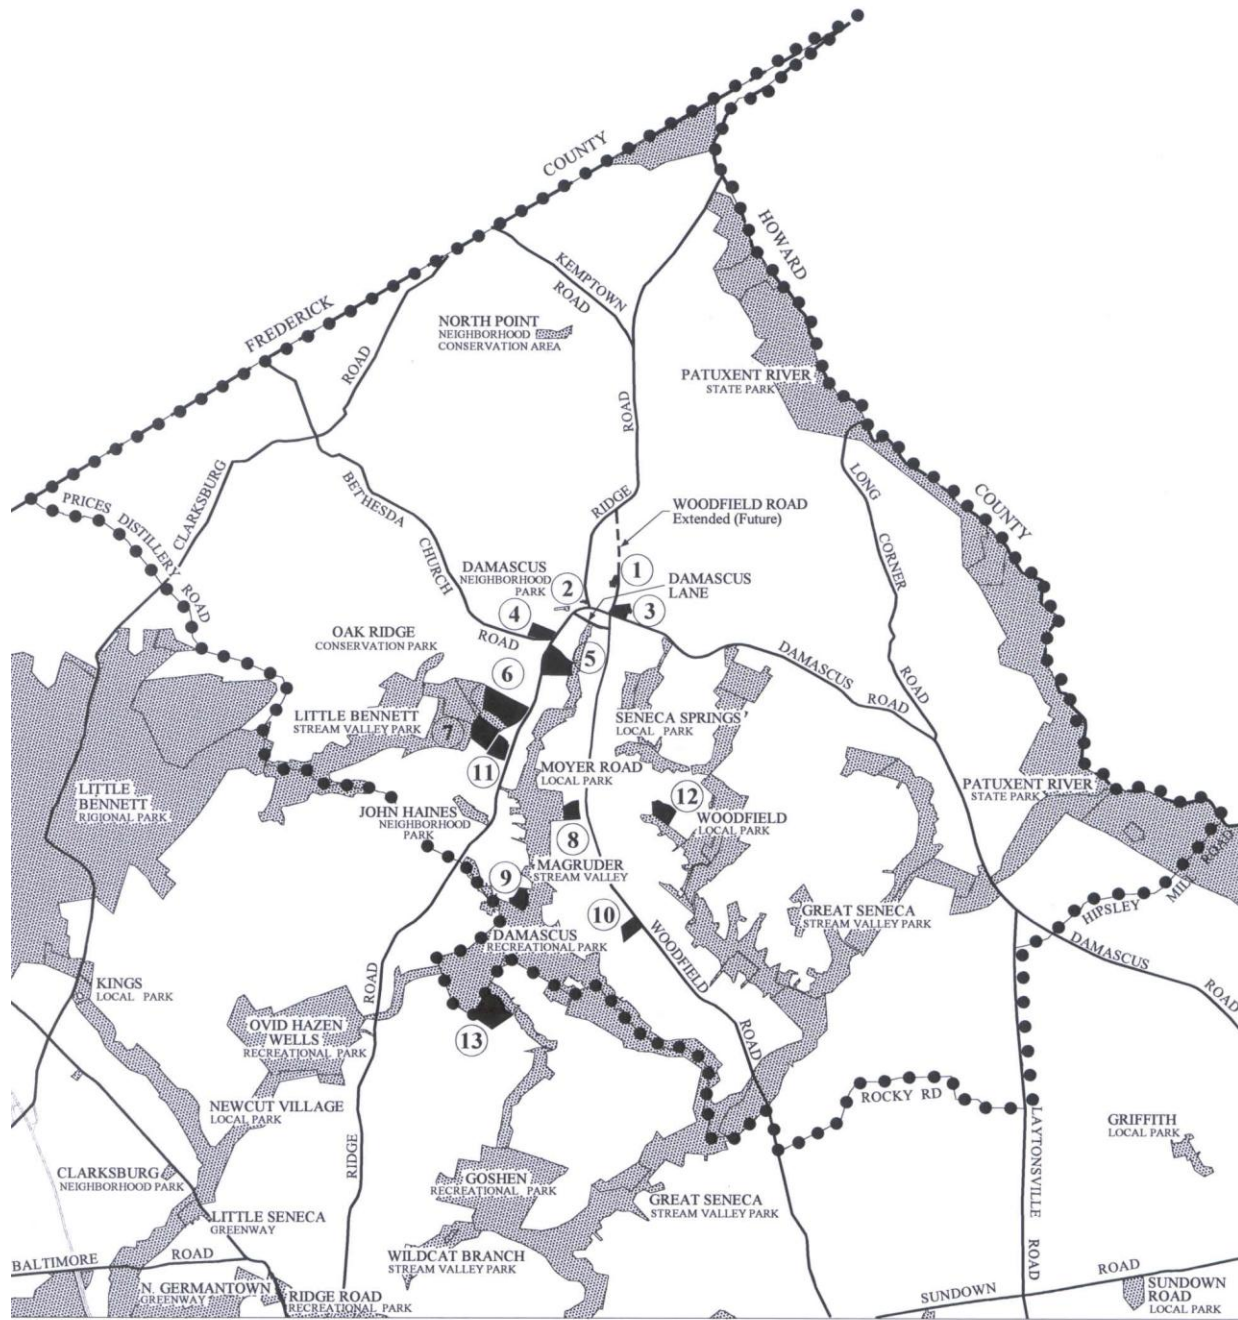 COUNTY
FREDERICK
HOWARD
KEMPTOWN
ROAD
NORTH POINT
NEIGHBORHOOD
CONSERVATION AREA
ROAD
ROAD
PATUXENT RIVER
STATE PARK
CLARKSBURG
PRICES DISTILLERY ROAD
BETHESDA
CHURCH
ROAD
RIDGE
WOODFIELD ROAD
Extended (Future)
LONG
CORNER
ROAD
COUNTY
DAMASCUS
NEIGHBORHOOD
PARK
1
2
DAMASCUS
LANE
3
4
OAK RIDGE
CONSERVATION PARK
5
6
DAMASCUS
ROAD
LITTLE BENNETT
STREAM VALLEY PARK
7
SENECA SPRINGS
LOCAL PARK
11
MOYER ROAD
LOCAL PARK
LITTLE
BENNETT
RIGIONAL PARK
JOHN HAINES
NEIGHBORHOOD
PARK
12
WOODFIELD
LOCAL PARK
PATUXENT RIVER
STATE PARK
8
MAGRUDER
STREAM VALLEY
9
10
GREAT SENECA
STREAM VALLEY PARK
HIPSLEY
MILL ROAD
DAMASCUS
RECREATIONAL PARK
WOODFIELD
ROAD
DAMASCUS
ROAD
KINGS
LOCAL PARK
ROAD
OVID HAZEN
WELLS
RECREATIONAL PARK
13
ROCKY RD
NEWCUT VILLAGE
LOCAL PARK
RIDGE
LAYTONSVILLE
ROAD
GRIFFITH
LOCAL PARK
CLARKSBURG
NEIGHBORHOOD PARK
GOSHEN
RECREATIONAL PARK
GREAT SENECA
STREAM VALLEY PARK
LITTLE SENECA
GREENWAY
BALTIMORE ROAD
WILDCAT BRANCH
STREAM VALLEY PARK
N. GERMANTOWN
GREENWAY
RIDGE ROAD
RECREATIONAL PARK
SUNDOWN ROAD
SUNDOWN
ROAD
LOCAL PARK